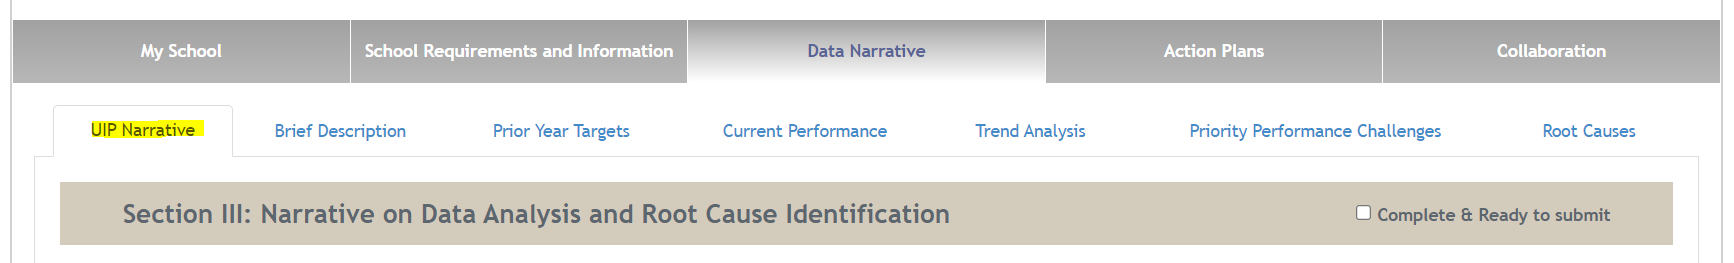 My School School Requirements and Information Data Narrative Action Plans Collaboration
UIP Narrative Brief Description Prior Year Targets Current Performance Trend Analysis Priority Performance Challenges Root Causes
Section III: Narrative on Data Analysis and Root Cause Identification Complete & Ready to submit